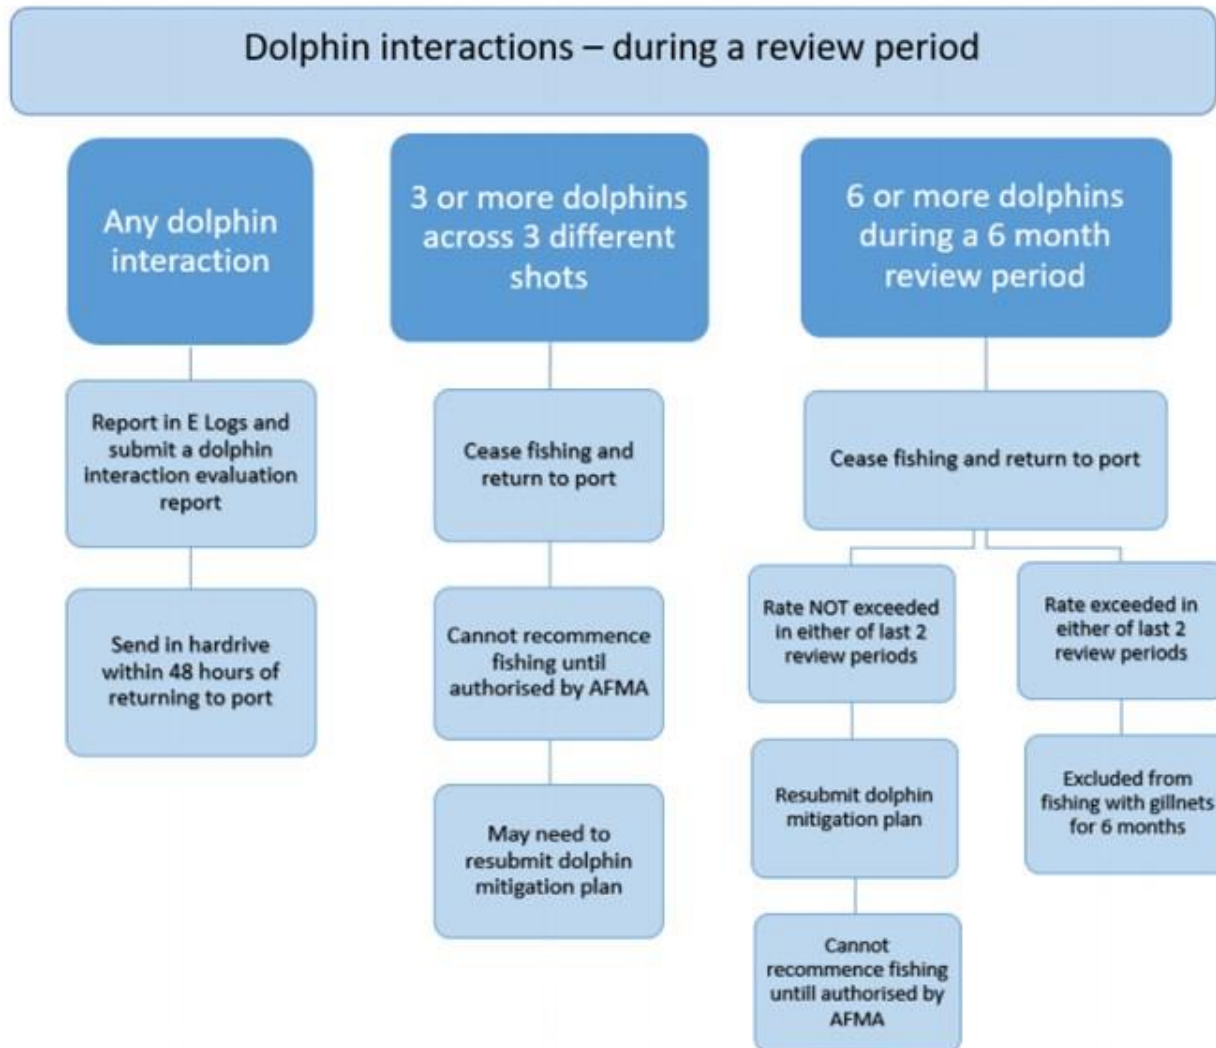 Dolphin interactions – during a review period
Any dolphin
interaction
Report in E Logs and
submit a dolphin
interaction evaluation
report
Send in hardrive
within 48 hours of
returning to port
3 or more dolphins
across 3 different
shots
Cease fishing and
return to port
Cannot recommence
fishing until
authorised by AFMA
May need to
resubmit dolphin
mitigation plan
6 or more dolphins
during a 6 month
review period
Cease fishing and return to port
Rate NOT exceeded
in either of last 2
review periods
Resubmit dolphin
mitigation plan
Cannot
recommence fishing
untill authorised by
AFMA
Rate exceeded in
either of last 2
review periods
Excluded from
fishing with gillnets
for 6 months